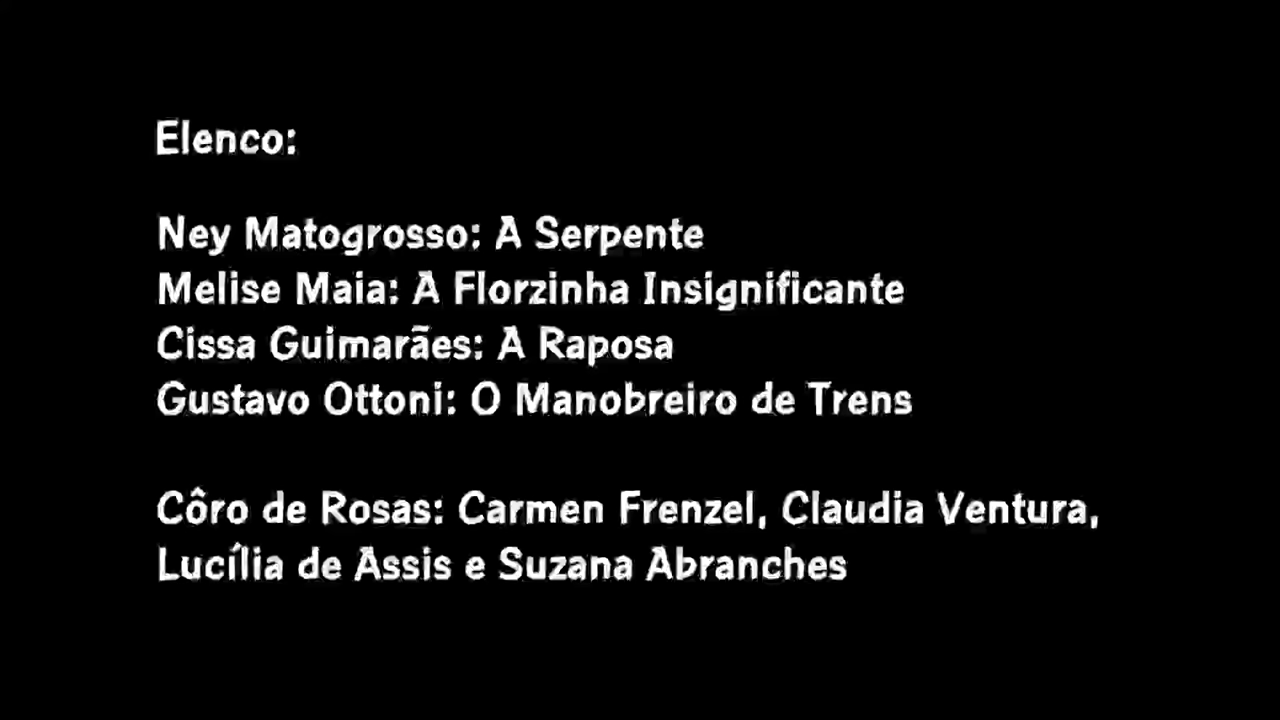 Elenco:
Ney Matogrosso: A Serpente
Melise Maia: A Florzinha Insignificante
Cissa Guimarães: A Raposa
Gustavo Ottoni: O Manobreiro de Trens
Côro de Rosas: Carmen Frenzel, Claudia Ventura,
Lucília de Assis e Suzana Abranches